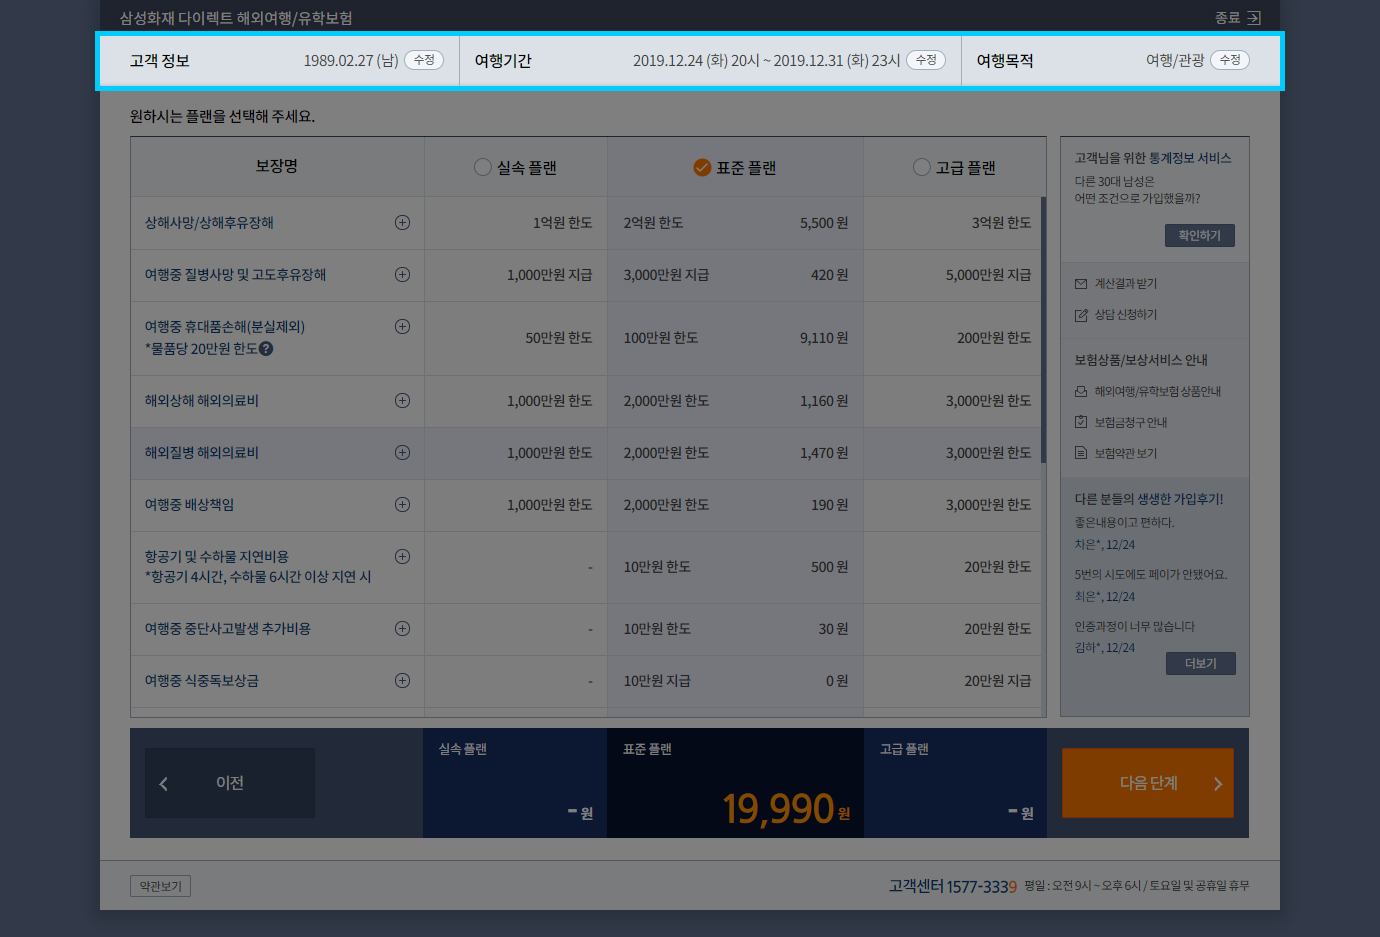 삼성화재 다이렉트 해외여행/유학보험
종료
고객 정보 1989.02.27 (남) 수정 여행기간 2019.12.24 (화) 20시 ~ 2019.12.31 (화) 23시 수정 여행목적 여행/관광 수정
원하시는 플랜을 선택해 주세요.
보장명 실속 플랜 표준 플랜 고급 플랜
상해사망/상해후유장해 1억원 한도 2억원 한도 5,500 원 3억원 한도
여행중 질병사망 및 고도후유장해 1,000만원 지급 3,000만원 지급 420 원 5,000만원 지급
여행중 휴대품손해(분실제외)
*물품당 20만원 한도?
50만원 한도 100만원 한도 9,110 원 200만원 한도
해외상해 해외의료비 1,000만원 한도 2,000만원 한도 1,160 원 3,000만원 한도
해외질병 해외의료비 1,000만원 한도 2,000만원 한도 1,470 원 3,000만원 한도
여행중 배상책임 1,000만원 한도 2,000만원 한도 190 원 3,000만원 한도
항공기 및 수하물 지연비용
*항공기 4시간, 수하물 6시간 이상 지연 시
- 10만원 한도 500 원 20만원 한도
여행중 중단사고발생 추가비용 - 10만원 한도 30 원 20만원 한도
여행중 식중독보상금 - 10만원 지급 0 원 20만원 지급
고객님을 위한 통계정보 서비스
다른 30대 남성은
어떤 조건으로 가입했을까?
확인하기
계산결과 받기
상담 신청하기
보험상품/보상서비스 안내
해외여행/유학보험 상품안내
보험금청구 안내
보험약관 보기
다른 분들의 생생한 가입후기!
좋은내용이고 편하다.
차은*, 12/24
5번의 시도에도 페이가 안됐어요.
최은*, 12/24
인증과정이 너무 많습니다
김하*, 12/24
더보기
이전
실속 플랜
- 원
표준 플랜
19,990 원
고급 플랜
- 원
다음 단계
약관보기
고객센터 1577-3339 평일 : 오전 9시 ~ 오후 6시 / 토요일 및 공휴일 휴무